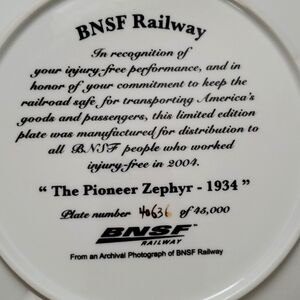 BNSF Railway
In recognition of
your injury-free performance, and in
honor of your commitment to keep the
railroad safe, for transporting America's
goods and passengers, this limited edition
plate was manufactured for distribution to
all BNSF people who worked
injury-free in 2004.
“ The Pioneer Zephyr - 1934 ”
Plate number 40636 of 45,000
BNSF
RAILWAY
From an Archival Photograph of BNSF Railway